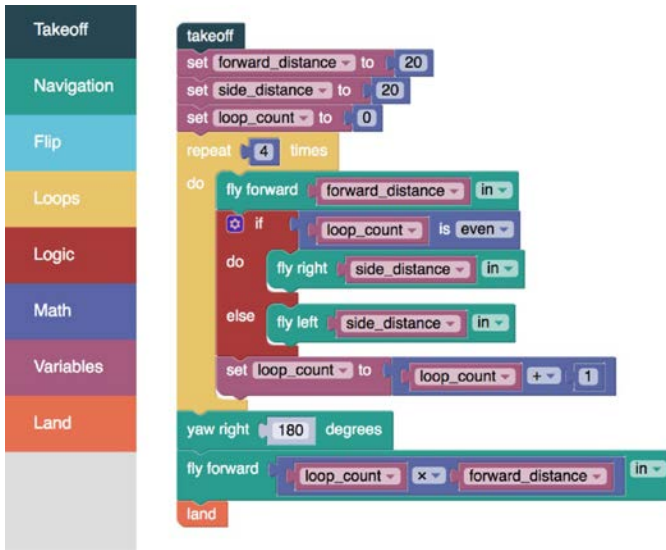 Takeoff
Navigation
Flip
Loops
Logic
Math
Variables
Land
takeoff
set forward_distance to 20
set side_distance to 20
set loop_count to 0
repeat 4 times
do fly forward forward_distance in
if loop_count is even
do fly right side_distance in
else fly left side_distance in
set loop_count to loop_count + 1
yaw right 180 degrees
fly forward loop_count × forward_distance in
land